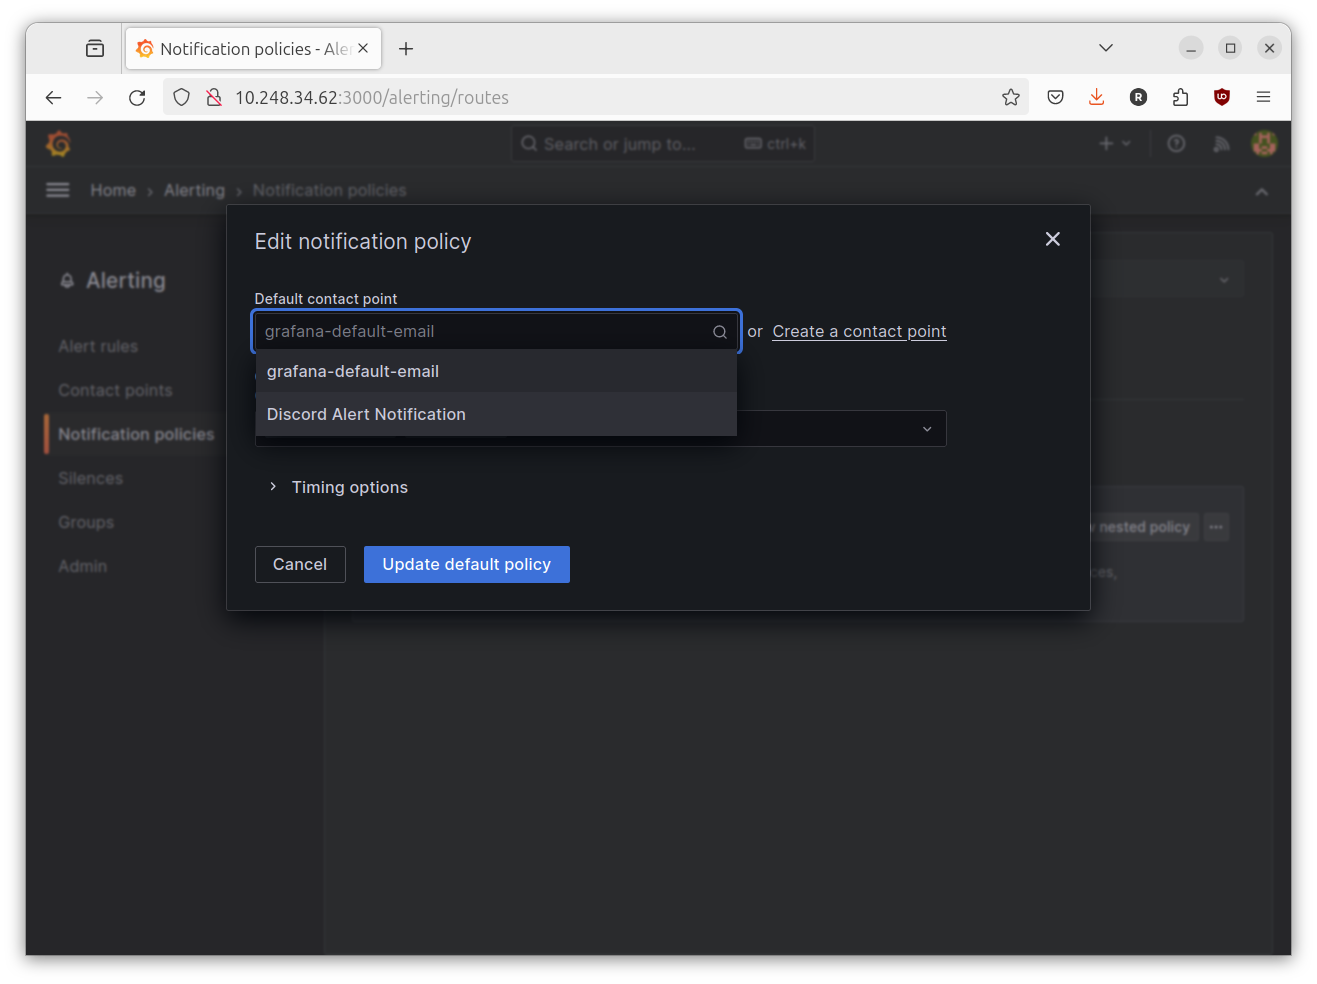 Notification policies - Aler
10.248.34.62:3000/alerting/routes
R
Search or jump to...
ctrl+k
Home
Alerting
Notification policies
Edit notification policy
Alerting
Default contact point
grafana-default-email
or
Create a contact point
Alert rules
grafana-default-email
Contact points
Discord Alert Notification
Notification policies
Silences
Timing options
Groups
nested policy
Admin
Cancel
Update default policy